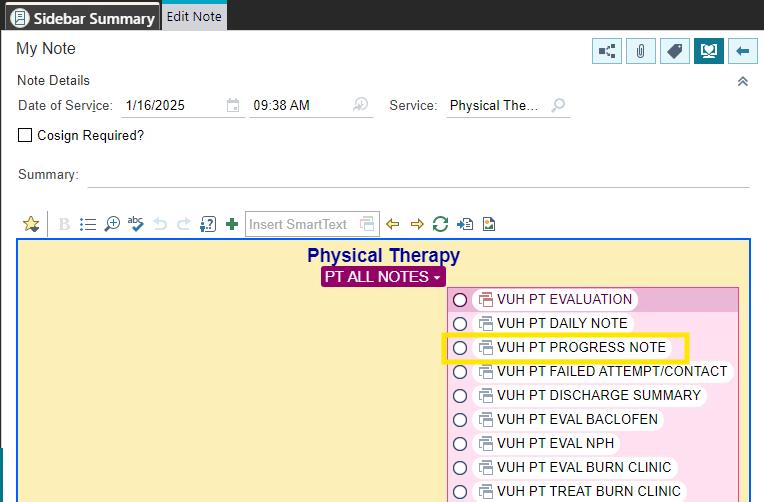 Sidebar Summary Edit Note
My Note
Note Details
Date of Service: 1/16/2025 09:38 AM Service: Physical The...
Cosign Required?
Summary:
B abc Insert SmartText
Physical Therapy
PT ALL NOTES
VUH PT EVALUATION
VUH PT DAILY NOTE
VUH PT PROGRESS NOTE
VUH PT FAILED ATTEMPT/CONTACT
VUH PT DISCHARGE SUMMARY
VUH PT EVAL BACLOFEN
VUH PT EVAL NPH
VUH PT EVAL BURN CLINIC
VUH PT TREAT BURN CLINIC